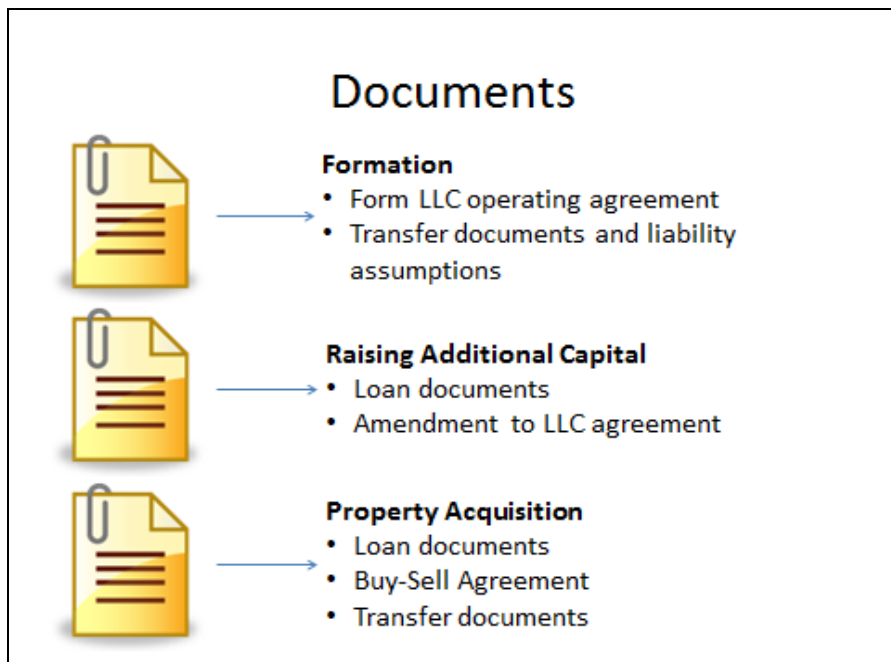 Documents
Formation
• Form LLC operating agreement
• Transfer documents and liability
assumptions
Raising Additional Capital
• Loan documents
• Amendment to LLC agreement
Property Acquisition
• Loan documents
• Buy-Sell Agreement
• Transfer documents